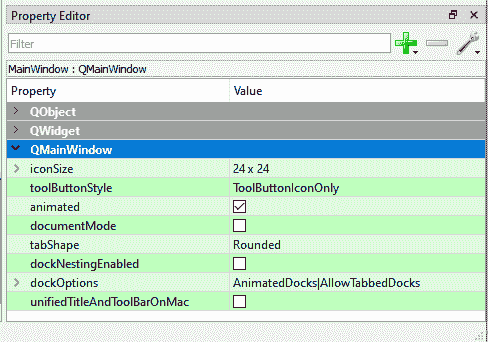 Property Editor
Filter
MainWindow : QMainWindow
Property Value
QObject
QWidget
QMainWindow
iconSize 24 x 24
toolButtonStyle ToolButtonIconOnly
animated
documentMode
tabShape Rounded
dockNestingEnabled
dockOptions AnimatedDocks|AllowTabbedDocks
unifiedTitleAndToolBarOnMac